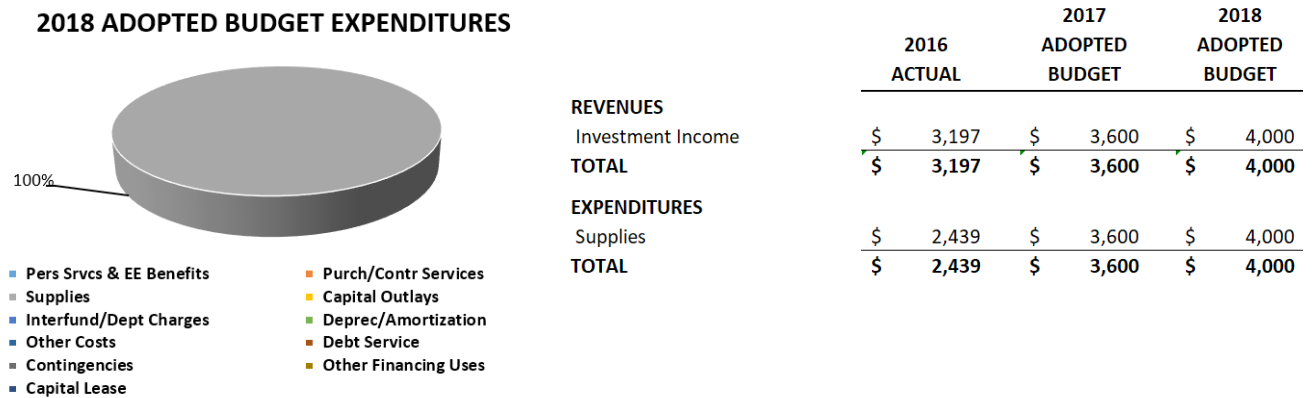 2018 ADOPTED BUDGET EXPENDITURES
100%
Pers Srvcs & EE Benefits
Purch/Contr Services
Supplies
Capital Outlays
Interfund/Dept Charges
Deprec/Amortization
Other Costs
Debt Service
Contingencies
Other Financing Uses
Capital Lease
2016 ACTUAL
2017 ADOPTED BUDGET
2018 ADOPTED BUDGET
REVENUES
Investment Income $ 3,197 $ 3,600 $ 4,000
TOTAL $ 3,197 $ 3,600 $ 4,000
EXPENDITURES
Supplies $ 2,439 $ 3,600 $ 4,000
TOTAL $ 2,439 $ 3,600 $ 4,000